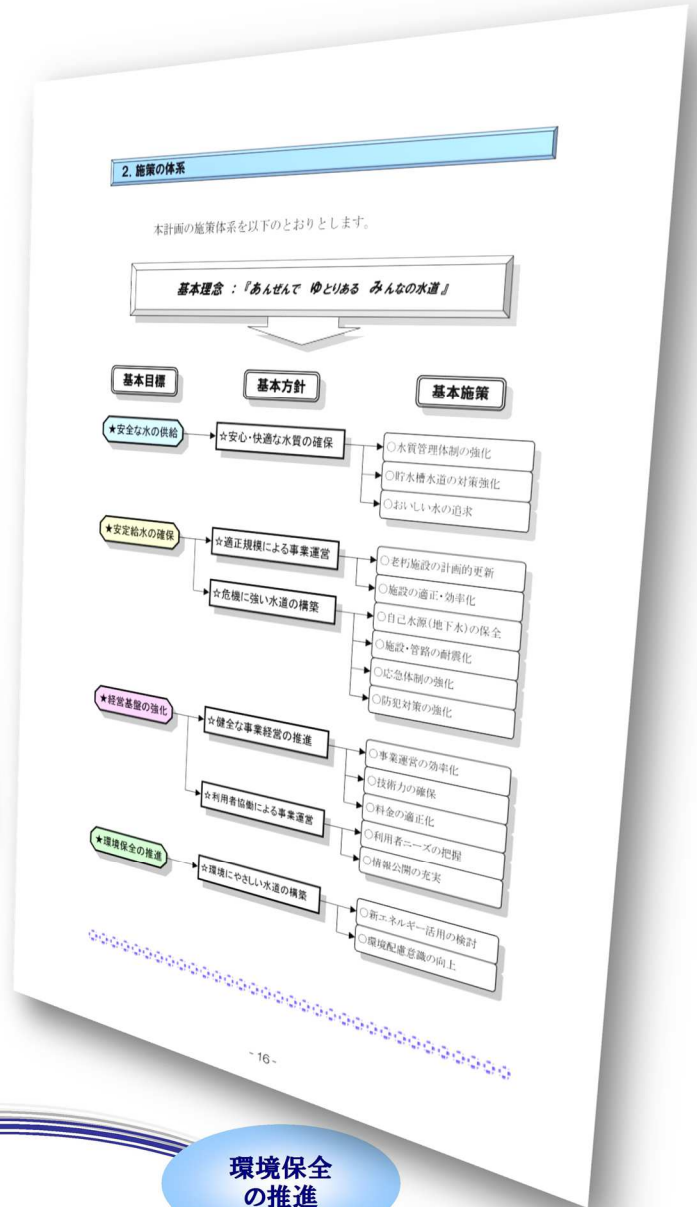 2. 施策の体系
本計画の施策体系を以下のとおりとします。
基本理念 : 『あんぜんで ゆとりある みんなの水道』
基本目標
基本方針
基本施策
★安全な水の供給
☆安心・快適な水質の確保
○水質管理体制の強化
○貯水槽水道の対策強化
○おいしい水の追求
★安定給水の確保
☆適正規模による事業運営
○老朽施設の計画的更新
○施設の適正・効率化
☆危機に強い水道の構築
○自己水源(地下水)の保全
○施設・管路の耐震化
○応急体制の強化
○防犯対策の強化
★経営基盤の強化
☆健全な事業経営の推進
○事業運営の効率化
○技術力の確保
○料金の適正化
☆利用者協働による事業運営
○利用者ニーズの把握
○情報公開の充実
★環境保全の推進
☆環境にやさしい水道の構築
○新エネルギー活用の検討
○環境配慮意識の向上
- 16 -
環境保全
の推進